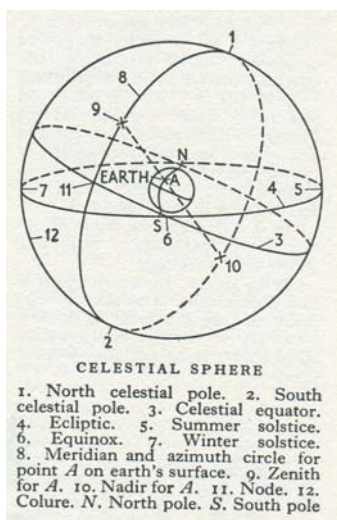 1
8
9
N
EARTH
A
7
11
4
5
S
6
3
12
10
2
CELESTIAL SPHERE
1. North celestial pole. 2. South
celestial pole. 3. Celestial equator.
4. Ecliptic. 5. Summer solstice.
6. Equinox. 7. Winter solstice.
8. Meridian and azimuth circle for
point A on earth's surface. 9. Zenith
for A. 10. Nadir for A. 11. Node. 12.
Colure. N. North pole. S. South pole